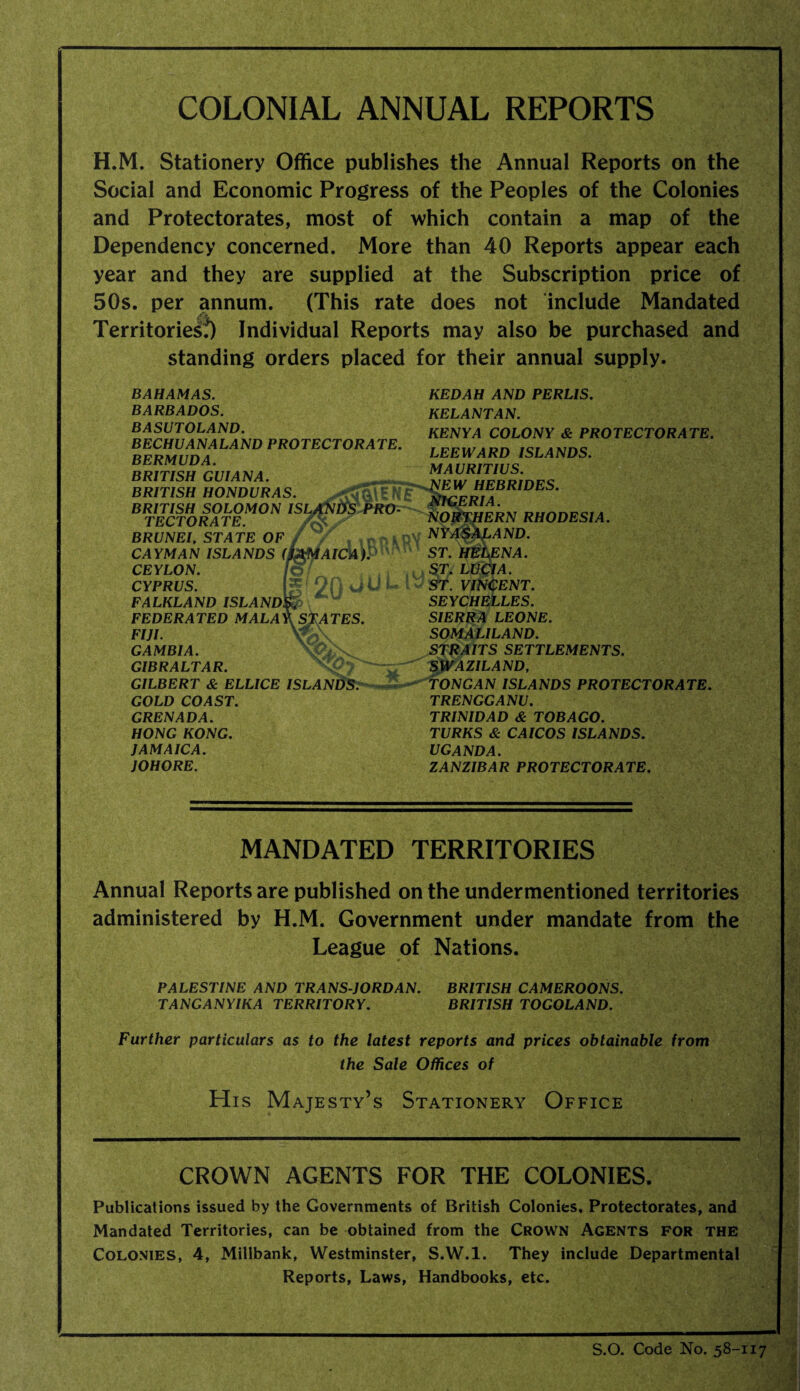 COLONIAL ANNUAL REPORTS
H.M. Stationery Office publishes the Annual Reports on the
Social and Economic Progress of the Peoples of the Colonies
and Protectorates, most of which contain a map of the
Dependency concerned. More than 40 Reports appear each
year and they are supplied at the Subscription price of
50s. per annum. (This rate does not include Mandated
Territories.) Individual Reports may also be purchased and
standing orders placed for their annual supply.
BAHAMAS.
BARBADOS.
BASUTOLAND.
BECHUANALAND PROTECTORATE.
BERMUDA.
BRITISH GUIANA.
BRITISH HONDURAS.
BRITISH SOLOMON ISLANDS PRO-
TECTORATE.
BRUNEI, STATE OF
CAYMAN ISLANDS (JAMAICA).
CEYLON.
CYPRUS.
FALKLAND ISLANDS
FEDERATED MALAY STATES.
FIJI.
GAMBIA.
GIBRALTAR.
GILBERT & ELLICE ISLANDS.
GOLD COAST.
GRENADA.
HONG KONG.
JAMAICA.
JOHORE.
KEDAH AND PERLIS.
KELANTAN.
KENYA COLONY & PROTECTORATE.
LEEWARD ISLANDS.
MAURITIUS.
NEW HEBRIDES.
NIGERIA.
NORTHERN RHODESIA.
NYASALAND.
ST. HELENA.
ST. LUCIA.
ST. VINCENT.
SEYCHELLES.
SIERRA LEONE.
SOMALILAND.
STRAITS SETTLEMENTS.
SWAZILAND.
TONGAN ISLANDS PROTECTORATE.
TRENGGANU.
TRINIDAD & TOBAGO.
TURKS & CAICOS ISLANDS.
UGANDA.
ZANZIBAR PROTECTORATE.
20 JUL
MANDATED TERRITORIES
Annual Reports are published on the undermentioned territories
administered by H.M. Government under mandate from the
League of Nations.
PALESTINE AND TRANS-JORDAN. BRITISH CAMEROONS.
TANGANYIKA TERRITORY. BRITISH TOGOLAND.
Further particulars as to the latest reports and prices obtainable from
the Sale Offices of
His Majesty's Stationery Office
CROWN AGENTS FOR THE COLONIES.
Publications issued by the Governments of British Colonies, Protectorates, and
Mandated Territories, can be obtained from the CROWN AGENTS FOR THE
COLONIES, 4, Millbank, Westminster, S.W.1. They include Departmental
Reports, Laws, Handbooks, etc.
S.O. Code No. 58-117